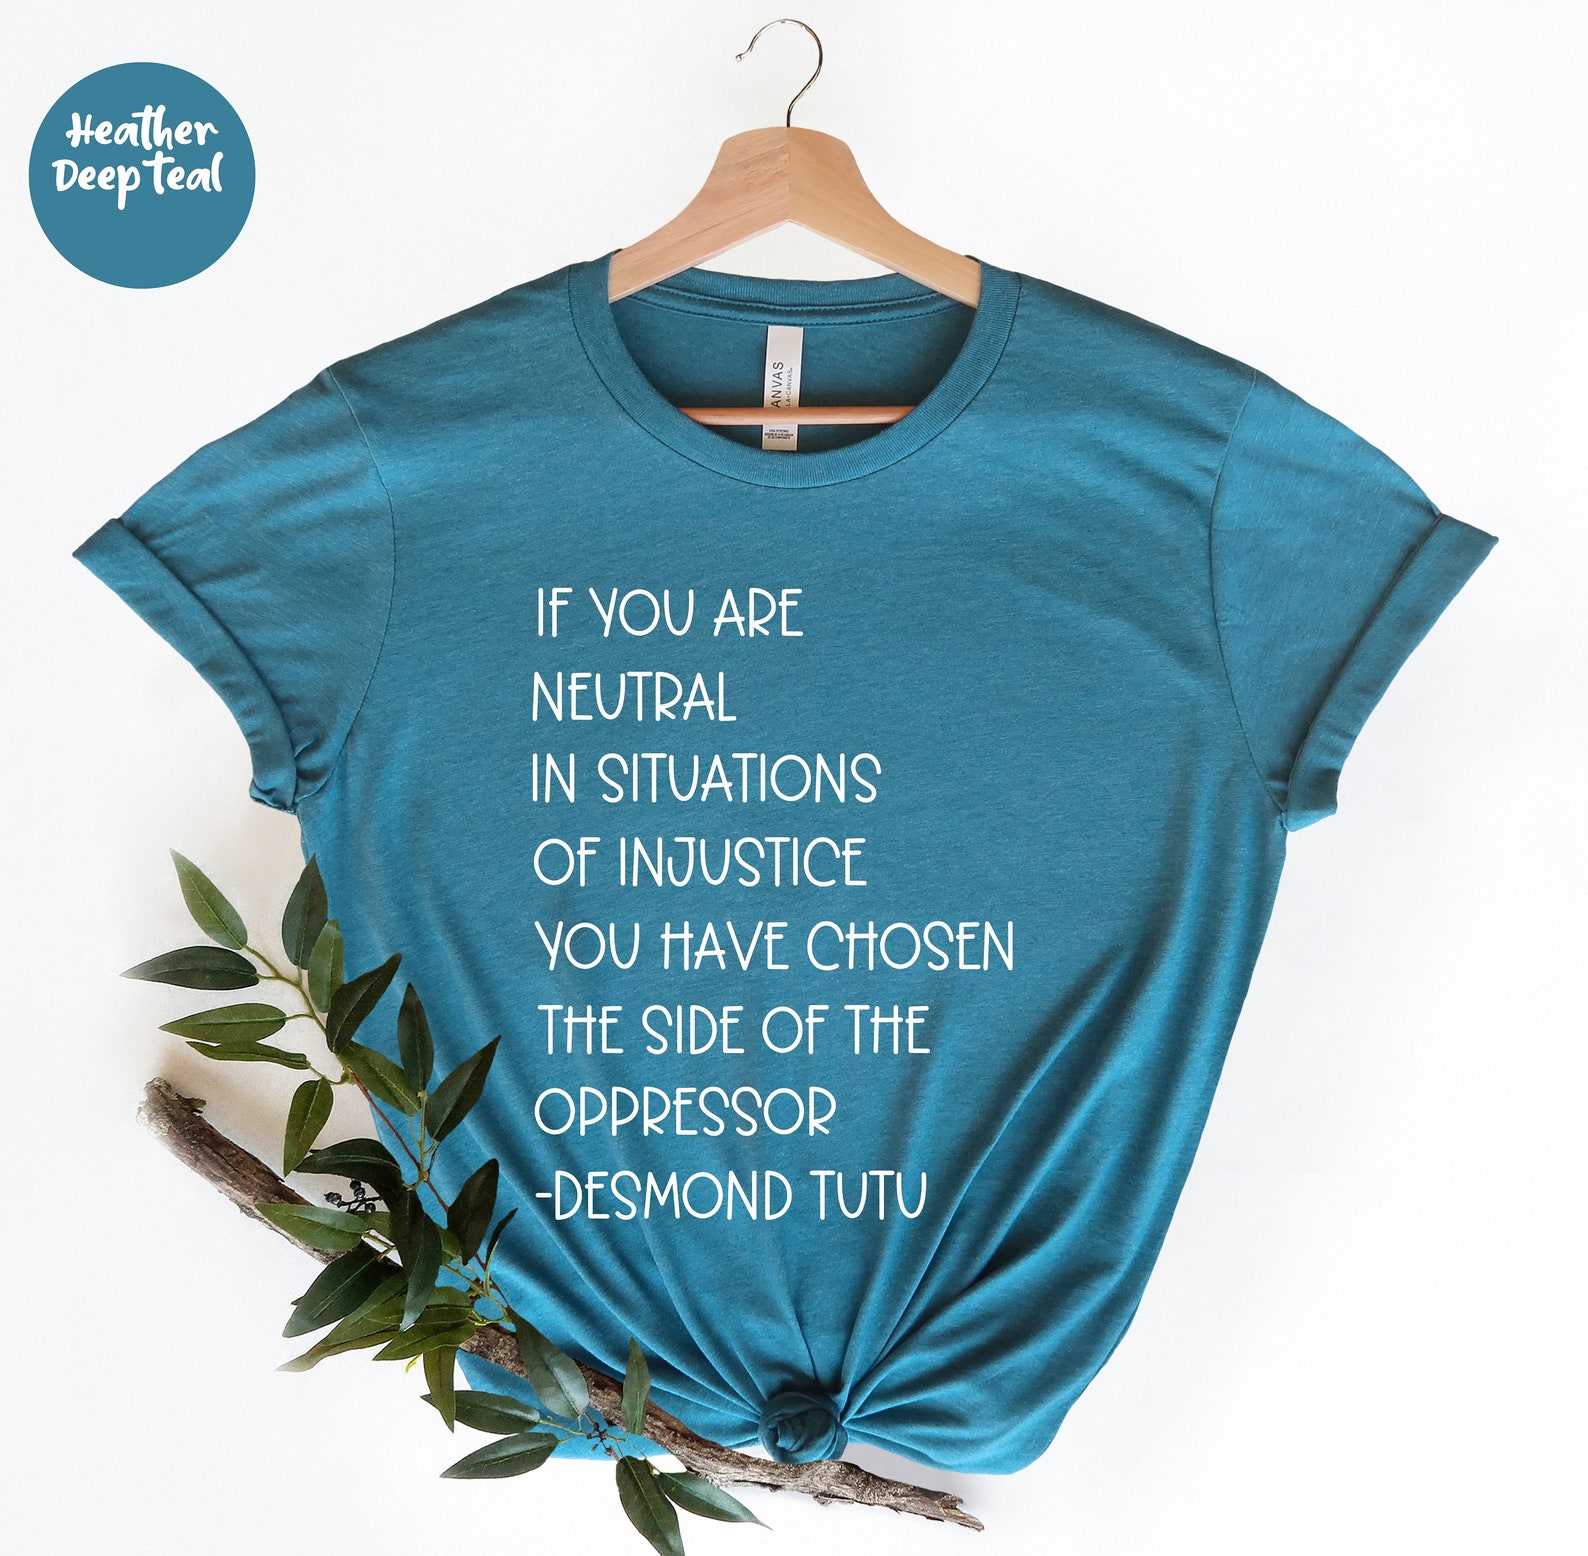 Heather
Deep Teal
ANVAS
IF YOU ARE
NEUTRAL
IN SITUATIONS
OF INJUSTICE
YOU HAVE CHOSEN
THE SIDE OF THE
OPPRESSOR
-DESMOND TUTU